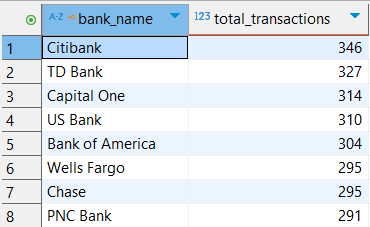 A-Z bank_name 123 total_transactions
1 Citibank 346
2 TD Bank 327
3 Capital One 314
4 US Bank 310
5 Bank of America 304
6 Wells Fargo 295
7 Chase 295
8 PNC Bank 291